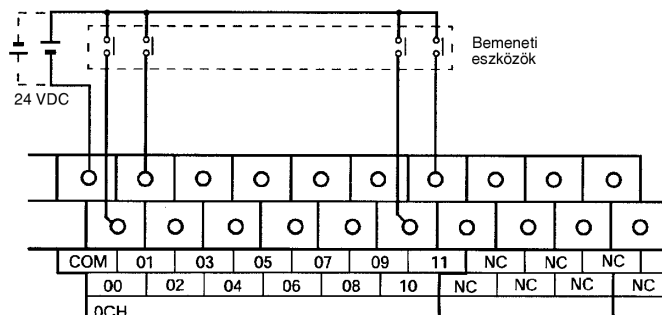 Bemeneti
eszközök
24 VDC
COM 01 03 05 07 09 11 NC NC NC
00 02 04 06 08 10 NC NC NC NC
0CH